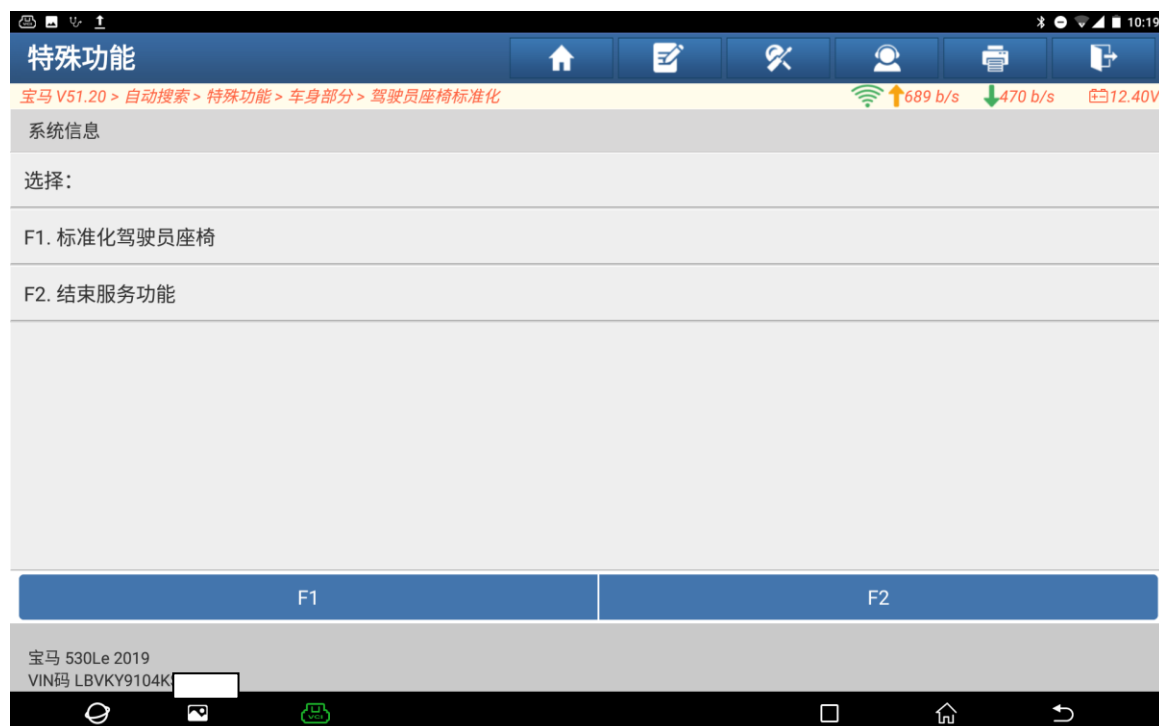 10:19
特殊功能
宝马 V51.20 > 自动搜索 > 特殊功能 > 车身部分 > 驾驶员座椅标准化 689 b/s 470 b/s 12.40V
系统信息
选择：
F1. 标准化驾驶员座椅
F2. 结束服务功能
F1 F2
宝马 530Le 2019
VIN码 LBVKY9104K
VCI